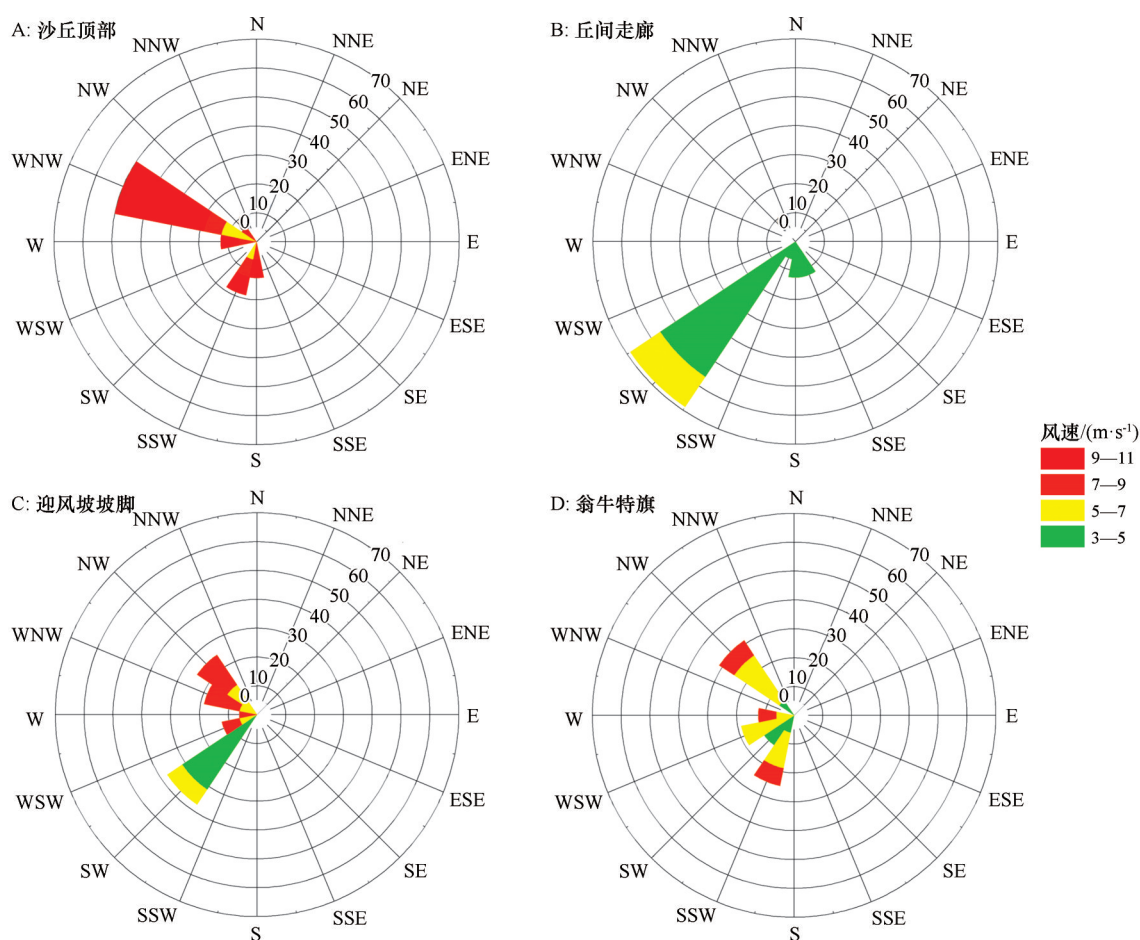 A: 沙丘顶部
N
NNE
NE
ENE
E
ESE
SE
SSE
S
SSW
SW
WSW
W
WNW
NW
NNW
0
10
20
30
40
50
60
70
B: 丘间走廊
N
NNE
NE
ENE
E
ESE
SE
SSE
S
SSW
SW
WSW
W
WNW
NW
NNW
0
10
20
30
40
50
60
70
C: 迎风坡坡脚
N
NNE
NE
ENE
E
ESE
SE
SSE
S
SSW
SW
WSW
W
WNW
NW
NNW
0
10
20
30
40
50
60
70
D: 翁牛特旗
N
NNE
NE
ENE
E
ESE
SE
SSE
S
SSW
SW
WSW
W
WNW
NW
NNW
0
10
20
30
40
50
60
70
风速/(m·s⁻¹)
9—11
7—9
5—7
3—5